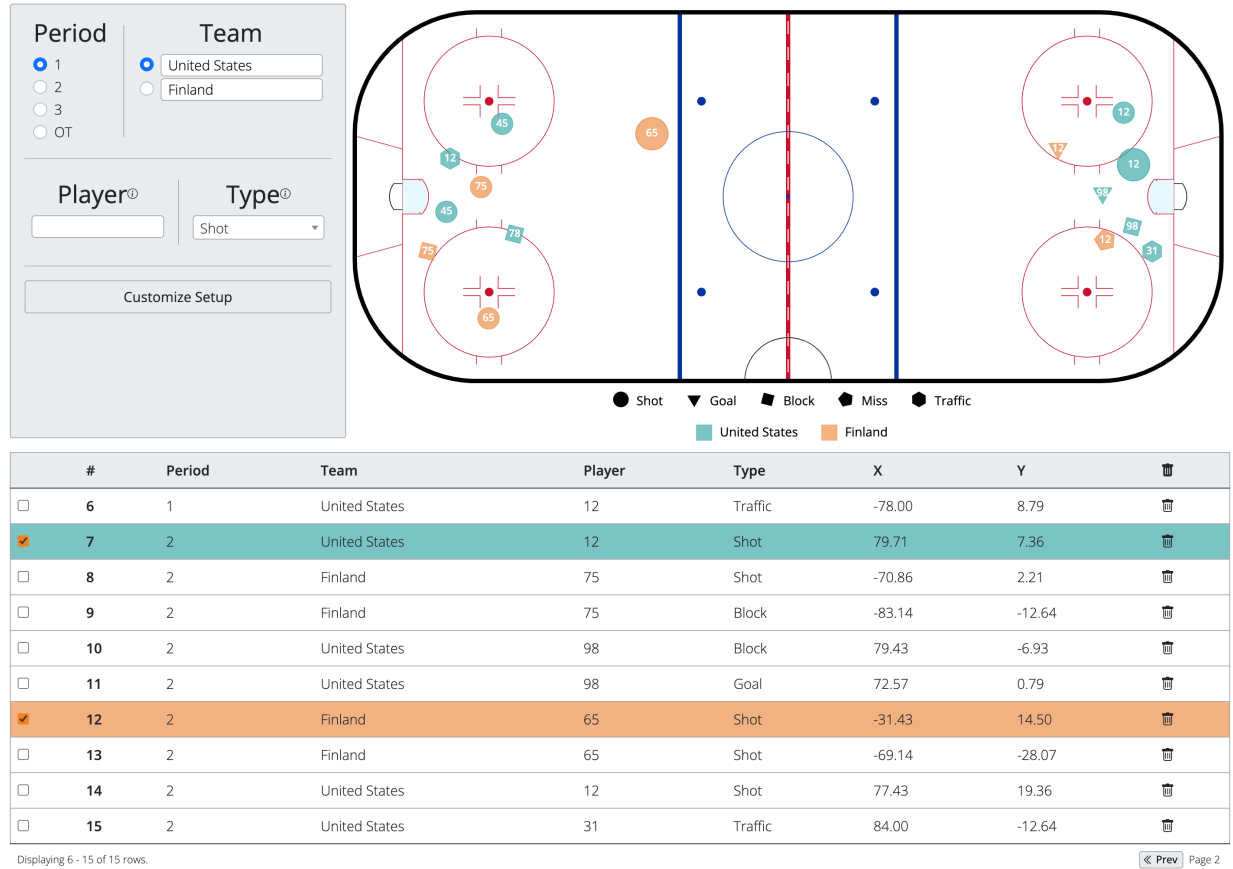 Period Team
1 United States
2 Finland
3
OT
Player Type
Shot
Customize Setup
45
12
75
45
78
75
65
65
12
12
12
98
98
12
31
Shot Goal Block Miss Traffic
United States Finland
# Period Team Player Type X Y
6 1 United States 12 Traffic -78.00 8.79
7 2 United States 12 Shot 79.71 7.36
8 2 Finland 75 Shot -70.86 2.21
9 2 Finland 75 Block -83.14 -12.64
10 2 United States 98 Block 79.43 -6.93
11 2 United States 98 Goal 72.57 0.79
12 2 Finland 65 Shot -31.43 14.50
13 2 Finland 65 Shot -69.14 -28.07
14 2 United States 12 Shot 77.43 19.36
15 2 United States 31 Traffic 84.00 -12.64
Displaying 6 - 15 of 15 rows. Prev Page 2